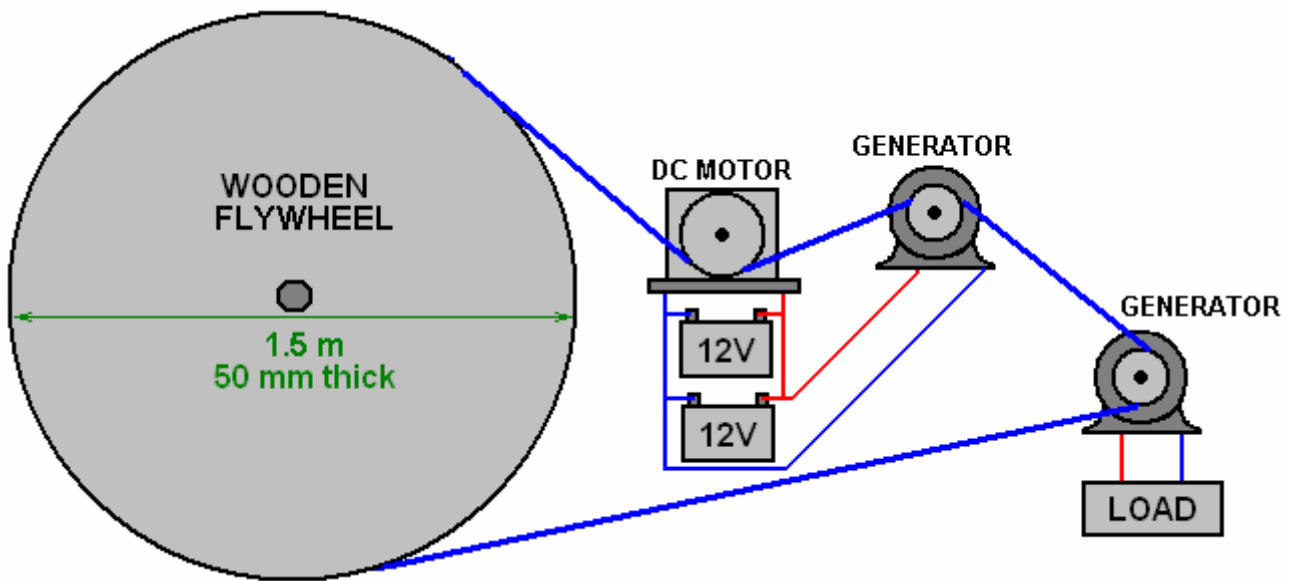 WOODEN
FLYWHEEL
1.5 m
50 mm thick
DC MOTOR
12V
12V
GENERATOR
GENERATOR
LOAD